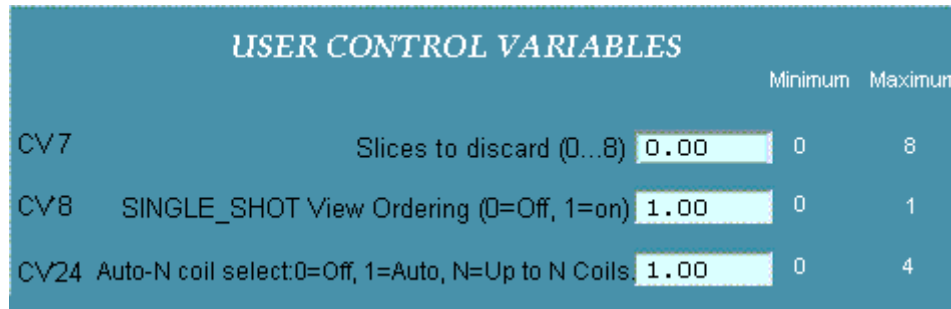 USER CONTROL VARIABLES
Minimum Maximum
CV7 Slices to discard (0...8) 0.00 0 8
CV8 SINGLE_SHOT View Ordering (0=Off, 1=on) 1.00 0 1
CV24 Auto-N coil select:0=Off, 1=Auto, N=Up to N Coils. 1.00 0 4